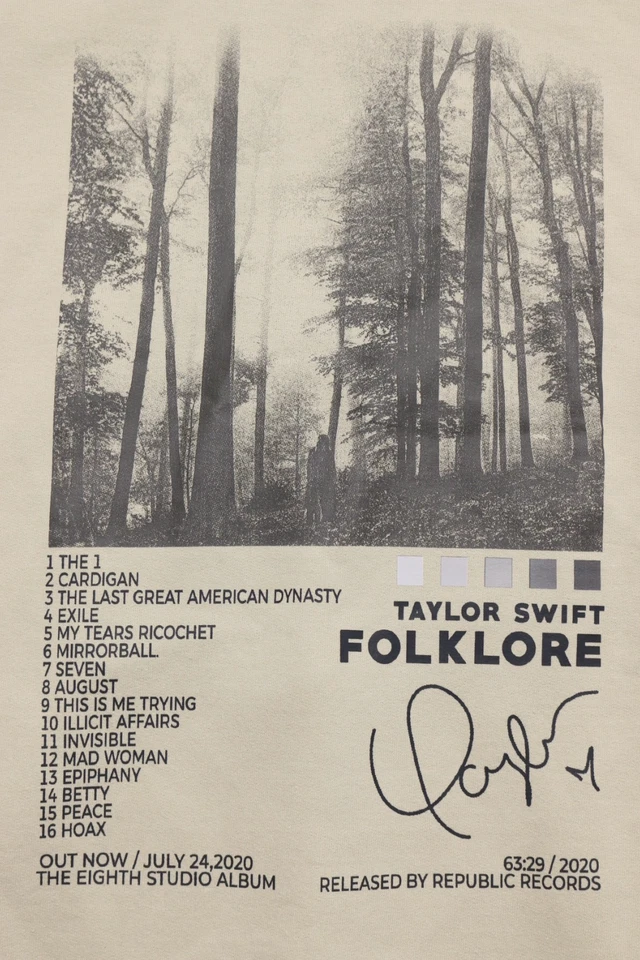 1 THE 1
2 CARDIGAN
3 THE LAST GREAT AMERICAN DYNASTY
4 EXILE
5 MY TEARS RICOCHET
6 MIRRORBALL.
7 SEVEN
8 AUGUST
9 THIS IS ME TRYING
10 ILLICIT AFFAIRS
11 INVISIBLE
12 MAD WOMAN
13 EPIPHANY
14 BETTY
15 PEACE
16 HOAX
OUT NOW / JULY 24,2020
THE EIGHTH STUDIO ALBUM
TAYLOR SWIFT
FOLKLORE
Taylor
63:29 / 2020
RELEASED BY REPUBLIC RECORDS